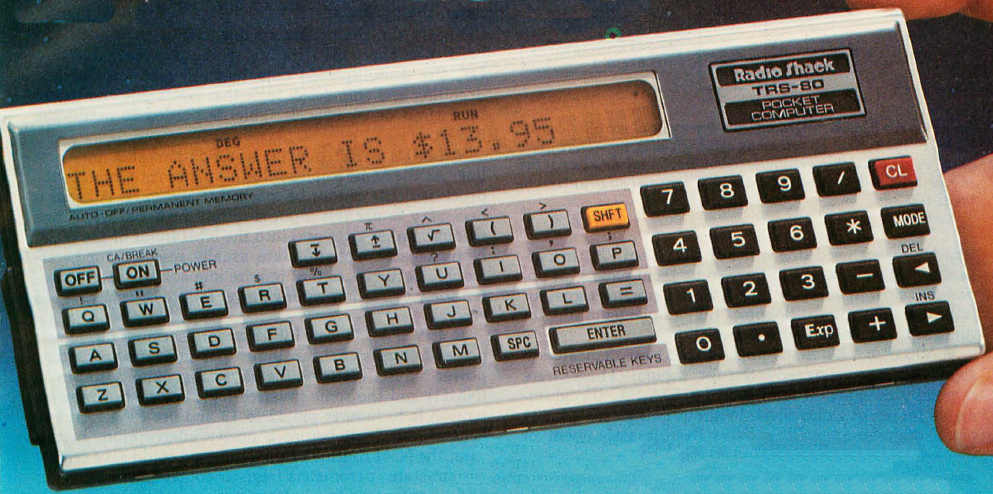 Radio Shack
TRS-80
POCKET
COMPUTER
DEG RUN
THE ANSWER IS $13.95
AUTO-OFF/PERMANENT MEMORY
7 8 9 / CL
π ^ < >
↧ ↥ √ ( ) SHFT
4 5 6 * MODE
CA/BREAK
OFF ON POWER
DEL
! " # $ % ? : , ;
Q W E R T Y U I O P
1 2 3 - ◄
INS
A S D F G H J K L =
0 • Exp + ►
Z X C V B N M SPC ENTER
RESERVABLE KEYS